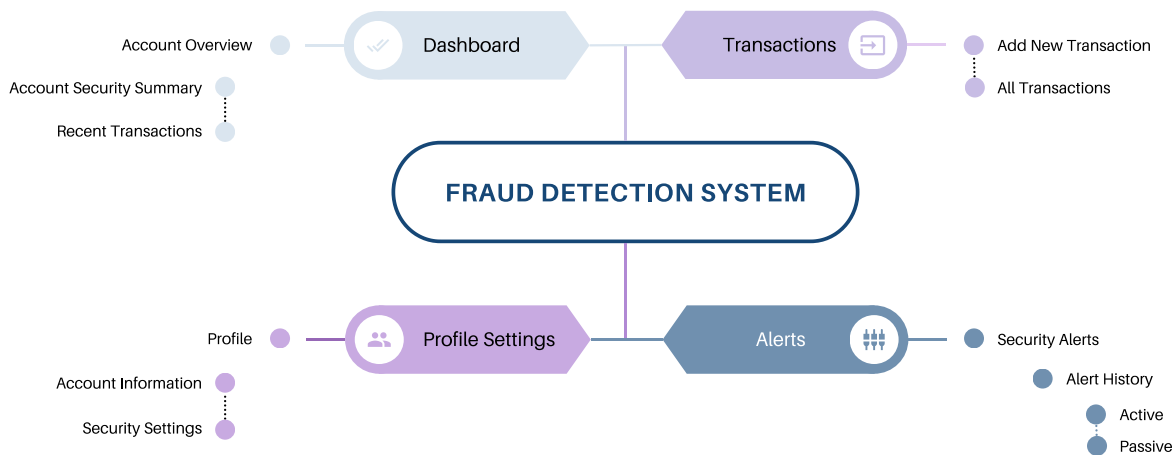 Account Overview
Dashboard
Transactions
Add New Transaction
Account Security Summary
All Transactions
Recent Transactions
FRAUD DETECTION SYSTEM
Profile
Profile Settings
Alerts
Security Alerts
Account Information
Alert History
Active
Security Settings
Passive